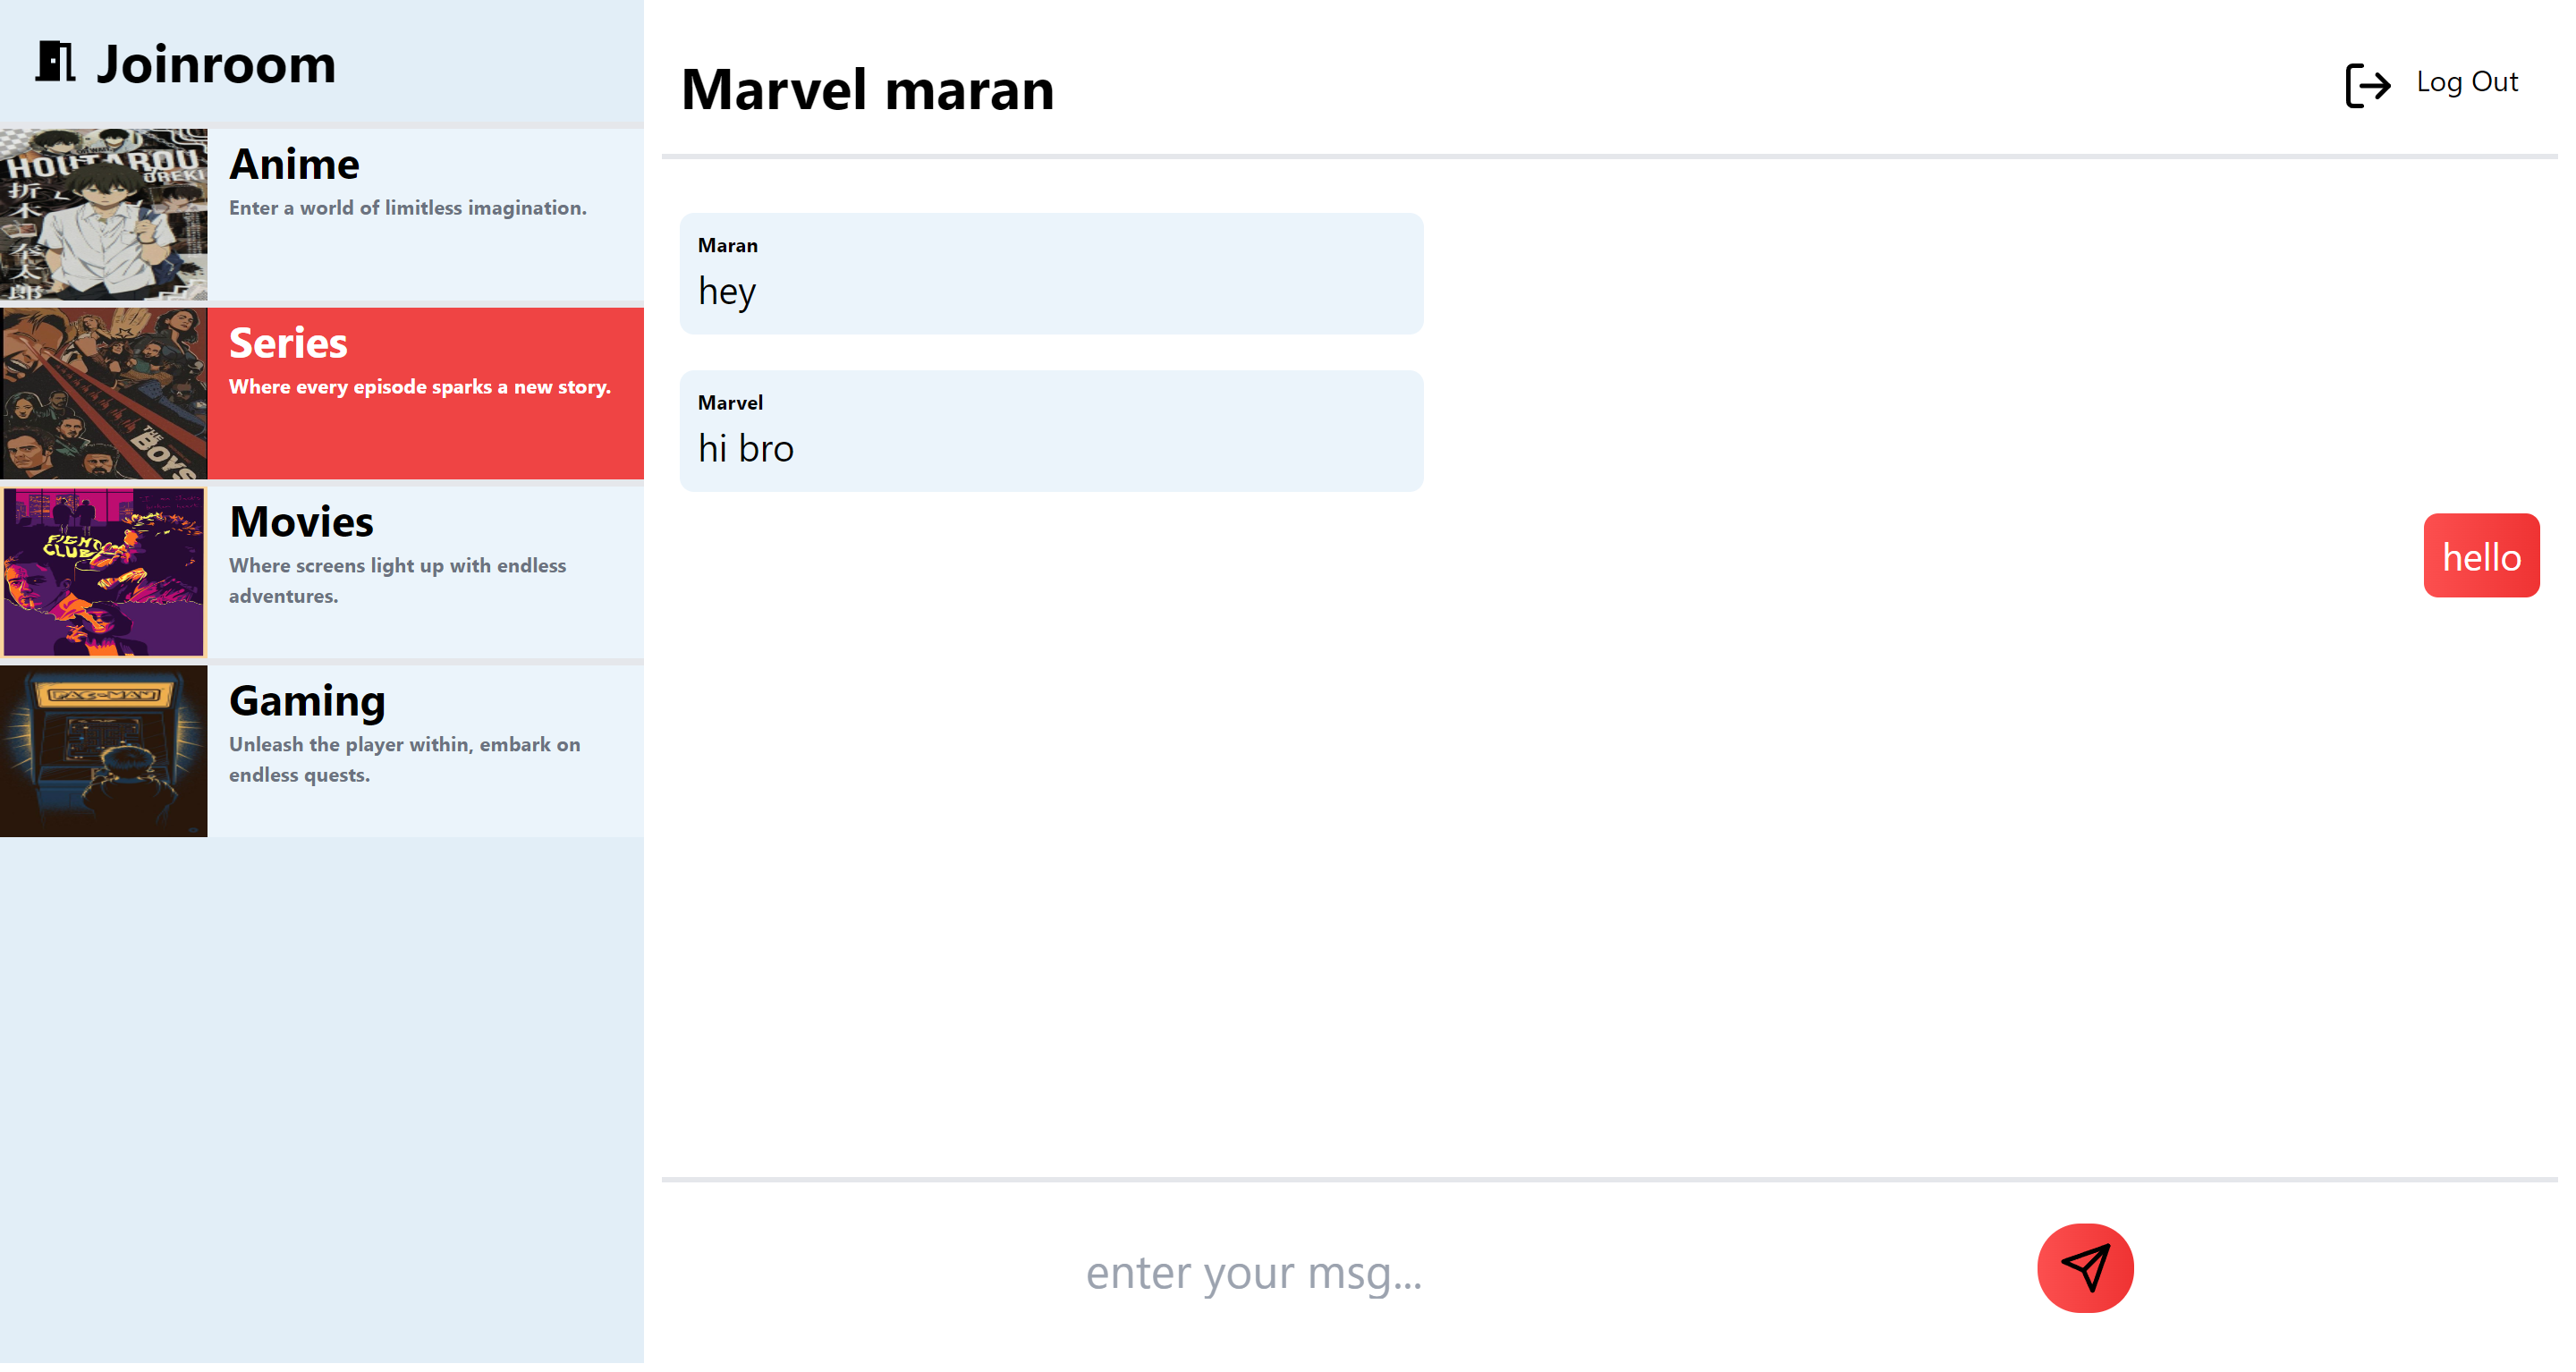 Joinroom
Marvel maran
Log Out
HOUTAROU
OREKI
折
木
奉
太
郎
Anime
Enter a world of limitless imagination.
THE
BOYS
Series
Where every episode sparks a new story.
FIGHT
CLUB
Movies
Where screens light up with endless
adventures.
PAC-MAN
Gaming
Unleash the player within, embark on
endless quests.
Maran
hey
Marvel
hi bro
hello
enter your msg...